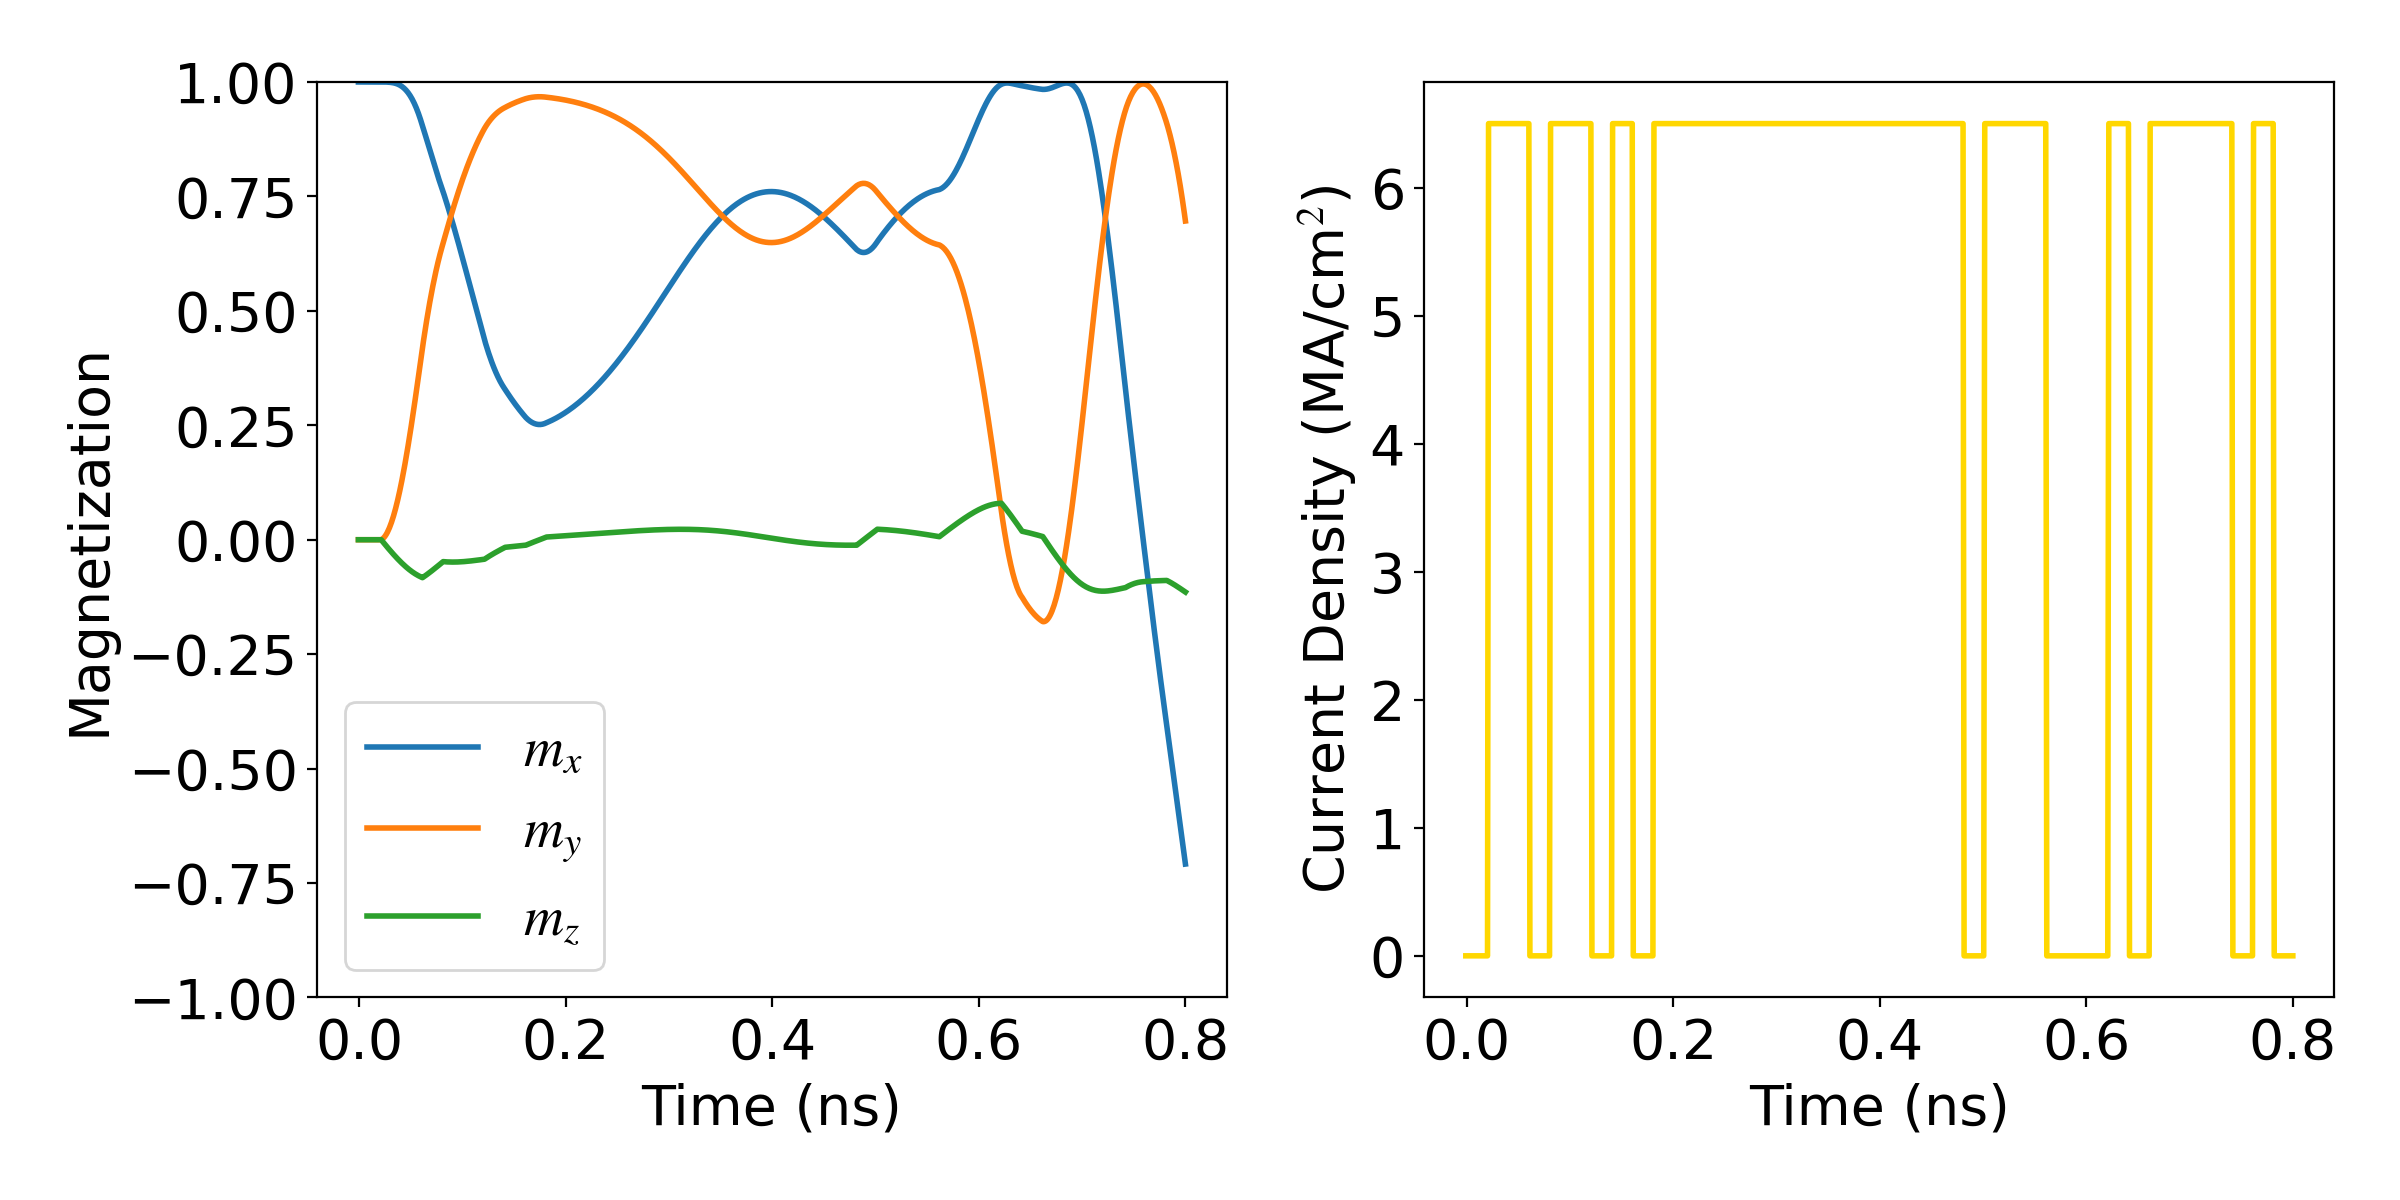 Magnetization
1.00
0.75
0.50
0.25
0.00
−0.25
−0.50
−0.75
−1.00
m_x
m_y
m_z
0.0 0.2 0.4 0.6 0.8
Time (ns)
Current Density (MA/cm²)
6
5
4
3
2
1
0
0.0 0.2 0.4 0.6 0.8
Time (ns)